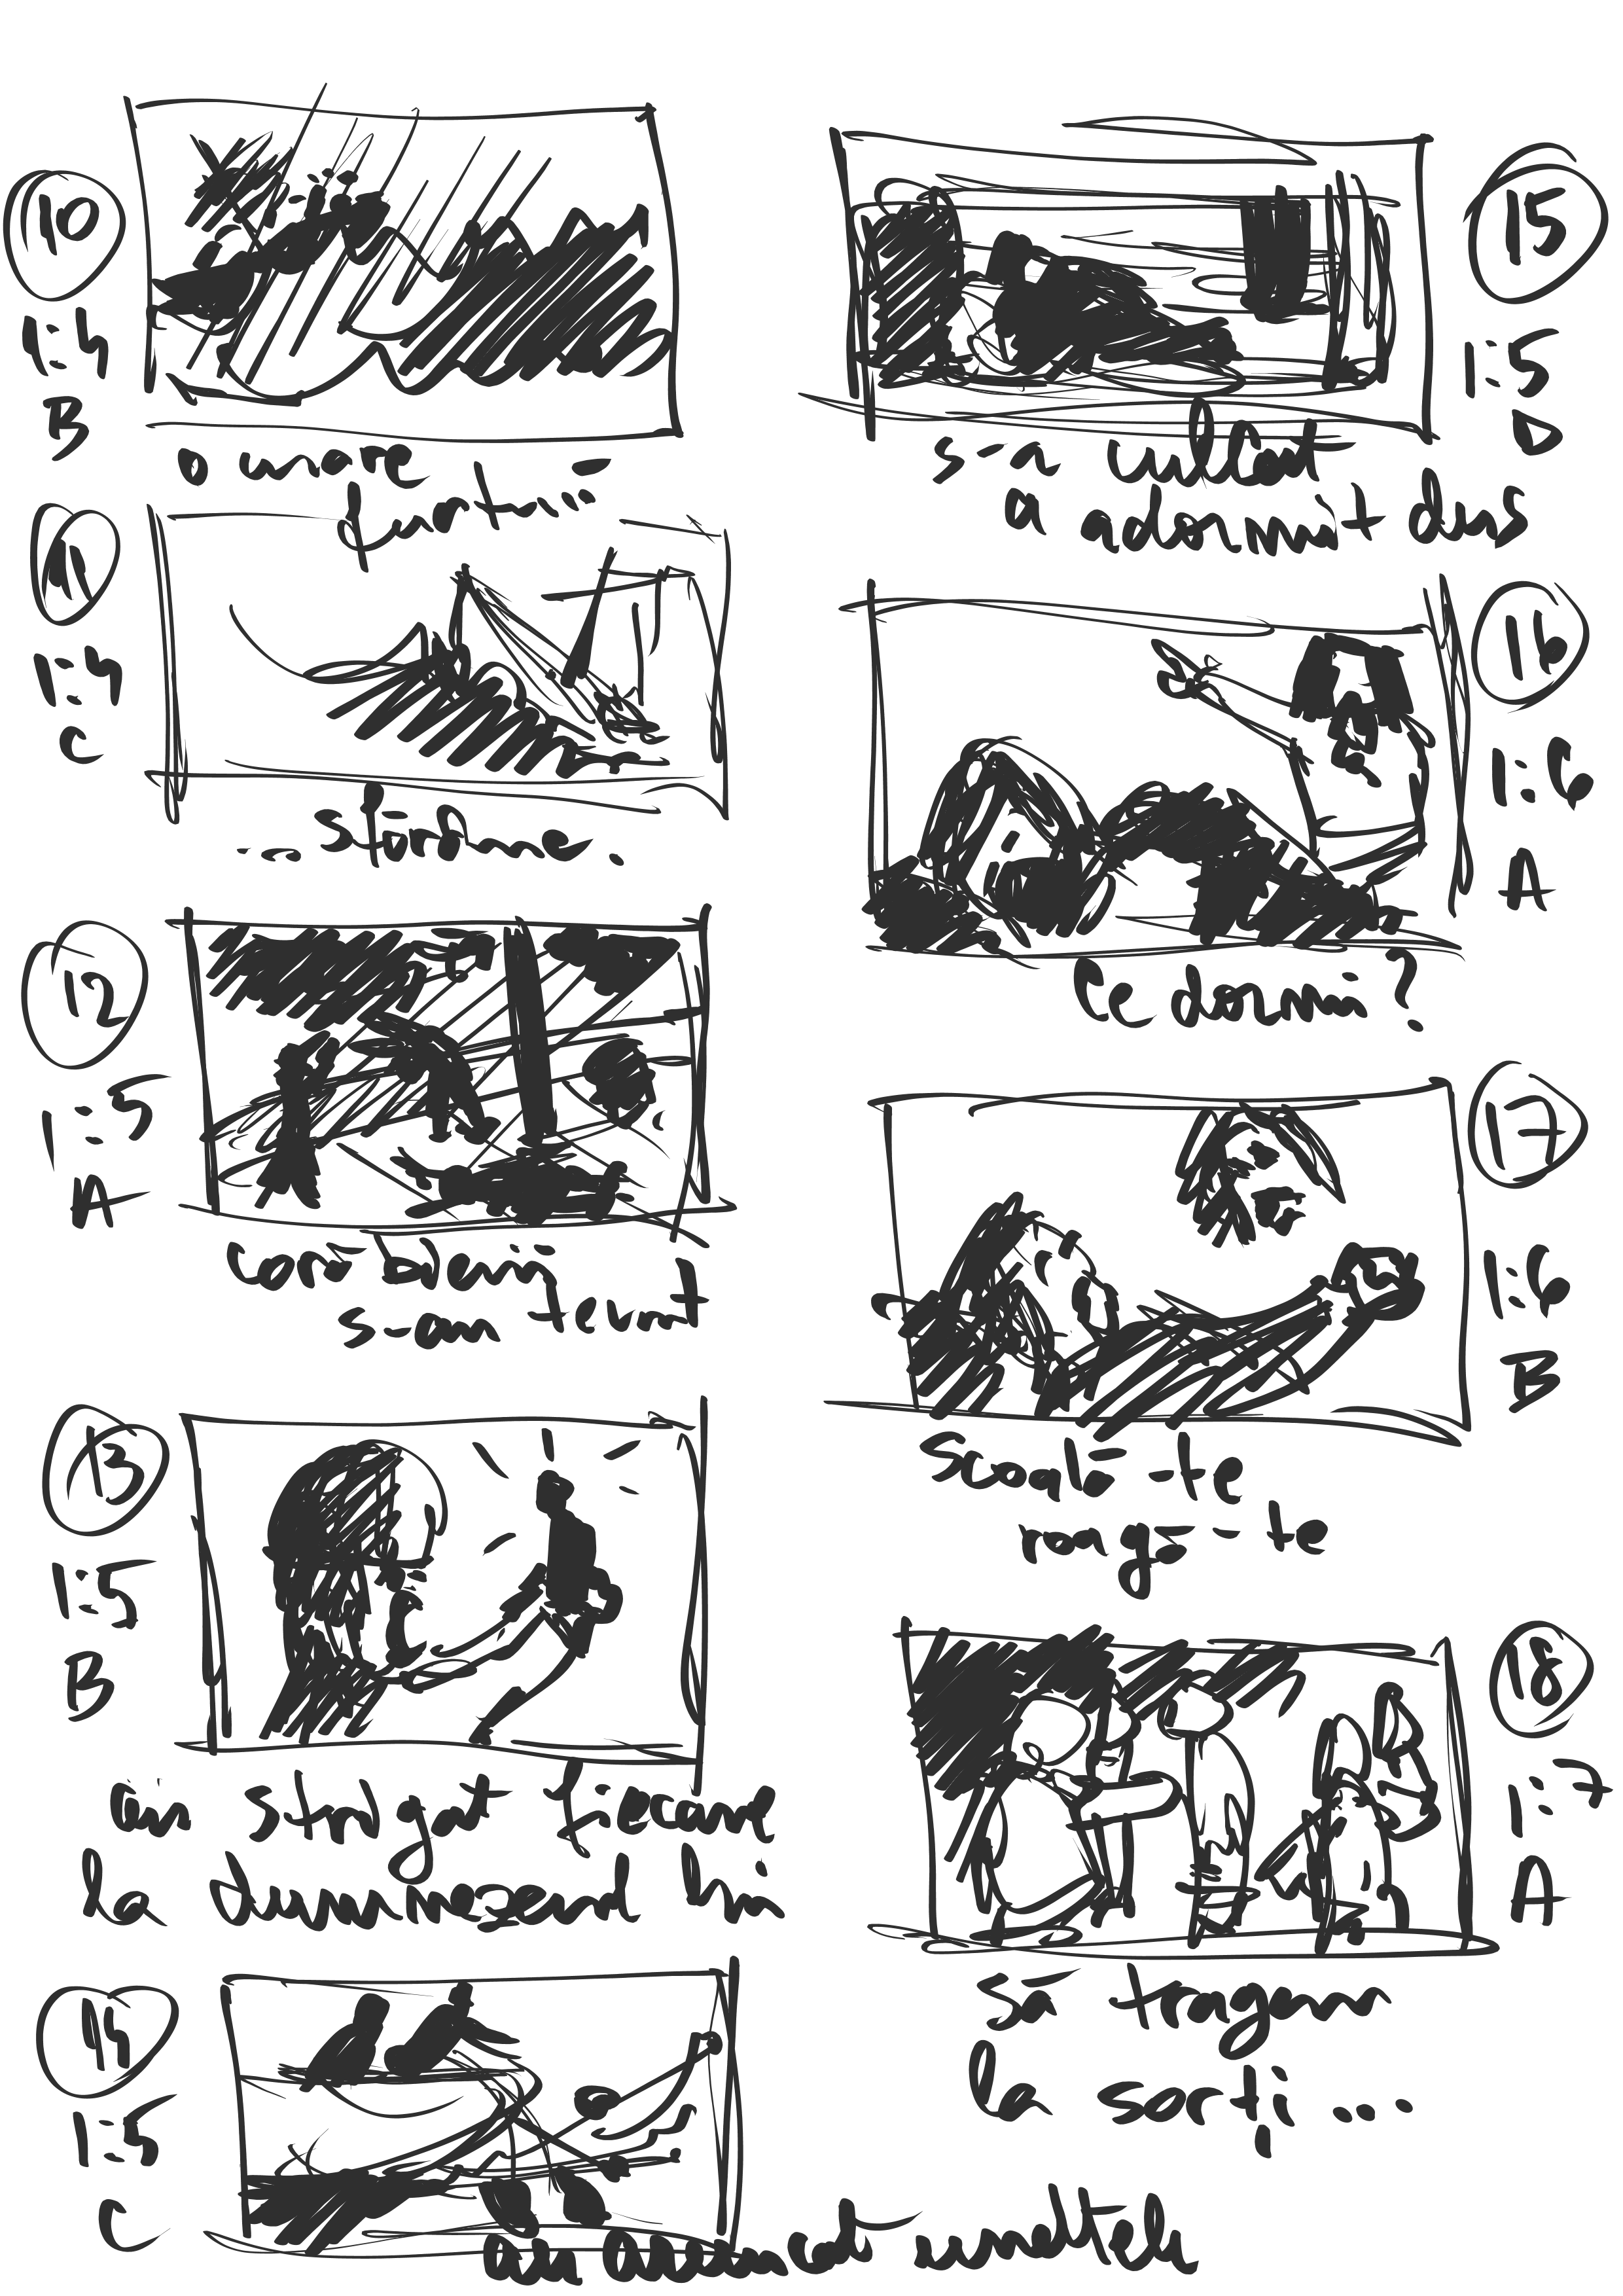 10
1:4
B
o mare
furtună
11
1:4
C
... sfărâme.
12
1:5
A
corăbierii
s-au temut
13
1:5
B
au strigat fiecare
la dumnezeul lui
14
1:5
C
au aruncat uneltele
15
1:5
D
s-a culcat
a adormit dus
16
1:6
A
Ce dormi?
17
1:6
B
Scoală-te
roagă-te
18
1:7
A
să tragem
la sorți...